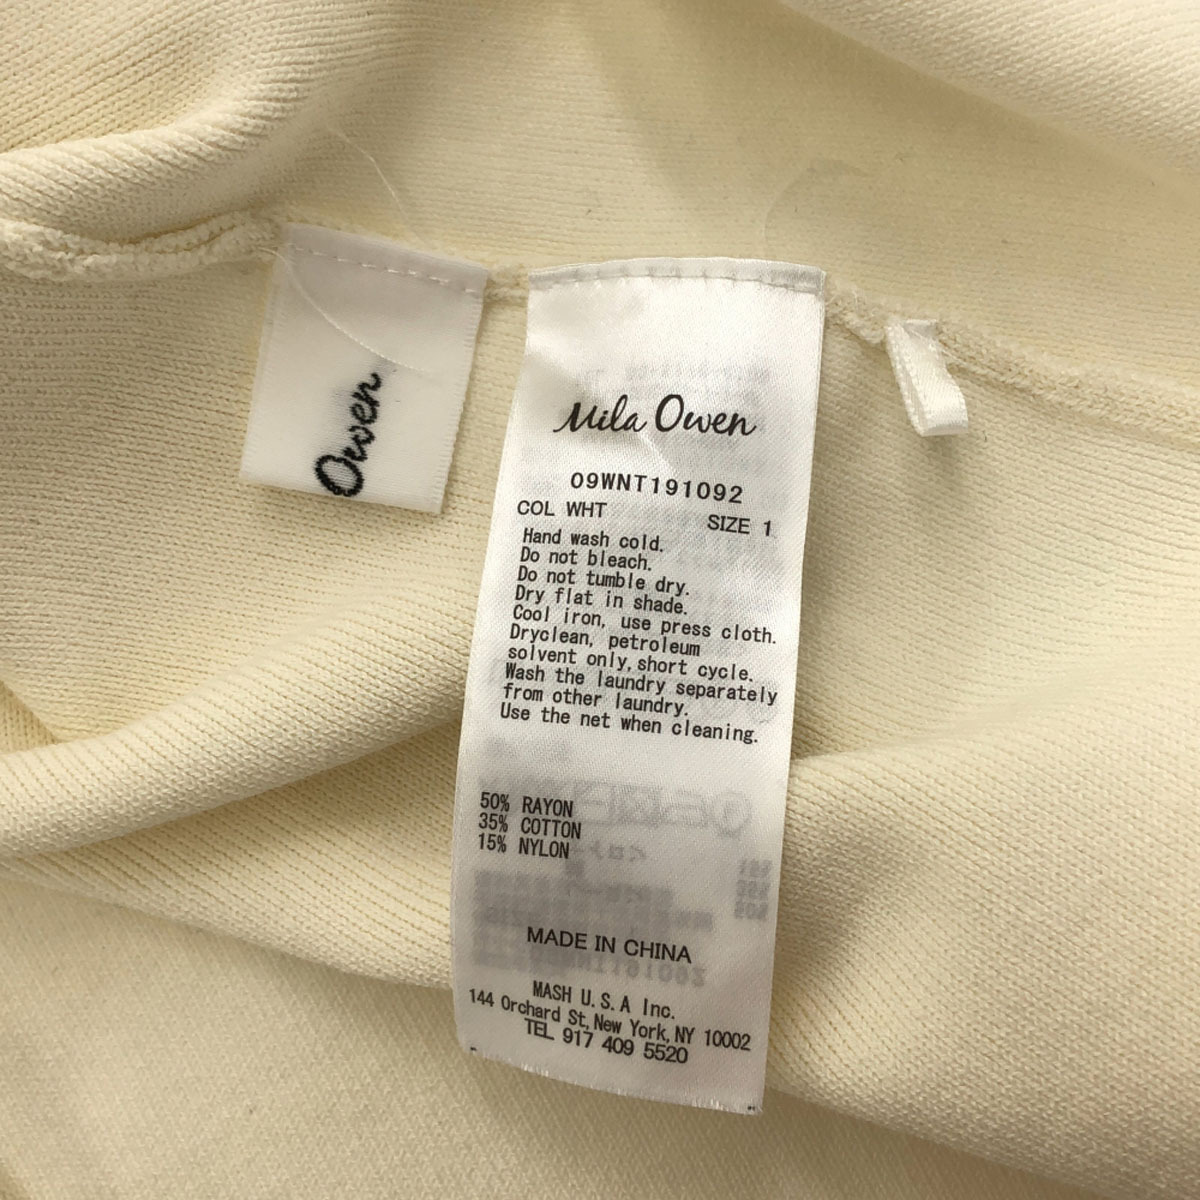 Owen
Mila Owen
09WNT191092
COL WHT SIZE 1
Hand wash cold.
Do not bleach.
Do not tumble dry.
Dry flat in shade.
Cool iron, use press cloth.
Dryclean, petroleum
solvent only, short cycle.
Wash the laundry separately
from other laundry.
Use the net when cleaning.
50% RAYON
35% COTTON
15% NYLON
MADE IN CHINA
MASH U.S.A Inc.
144 Orchard St, New York, NY 10002
TEL 917 409 5520